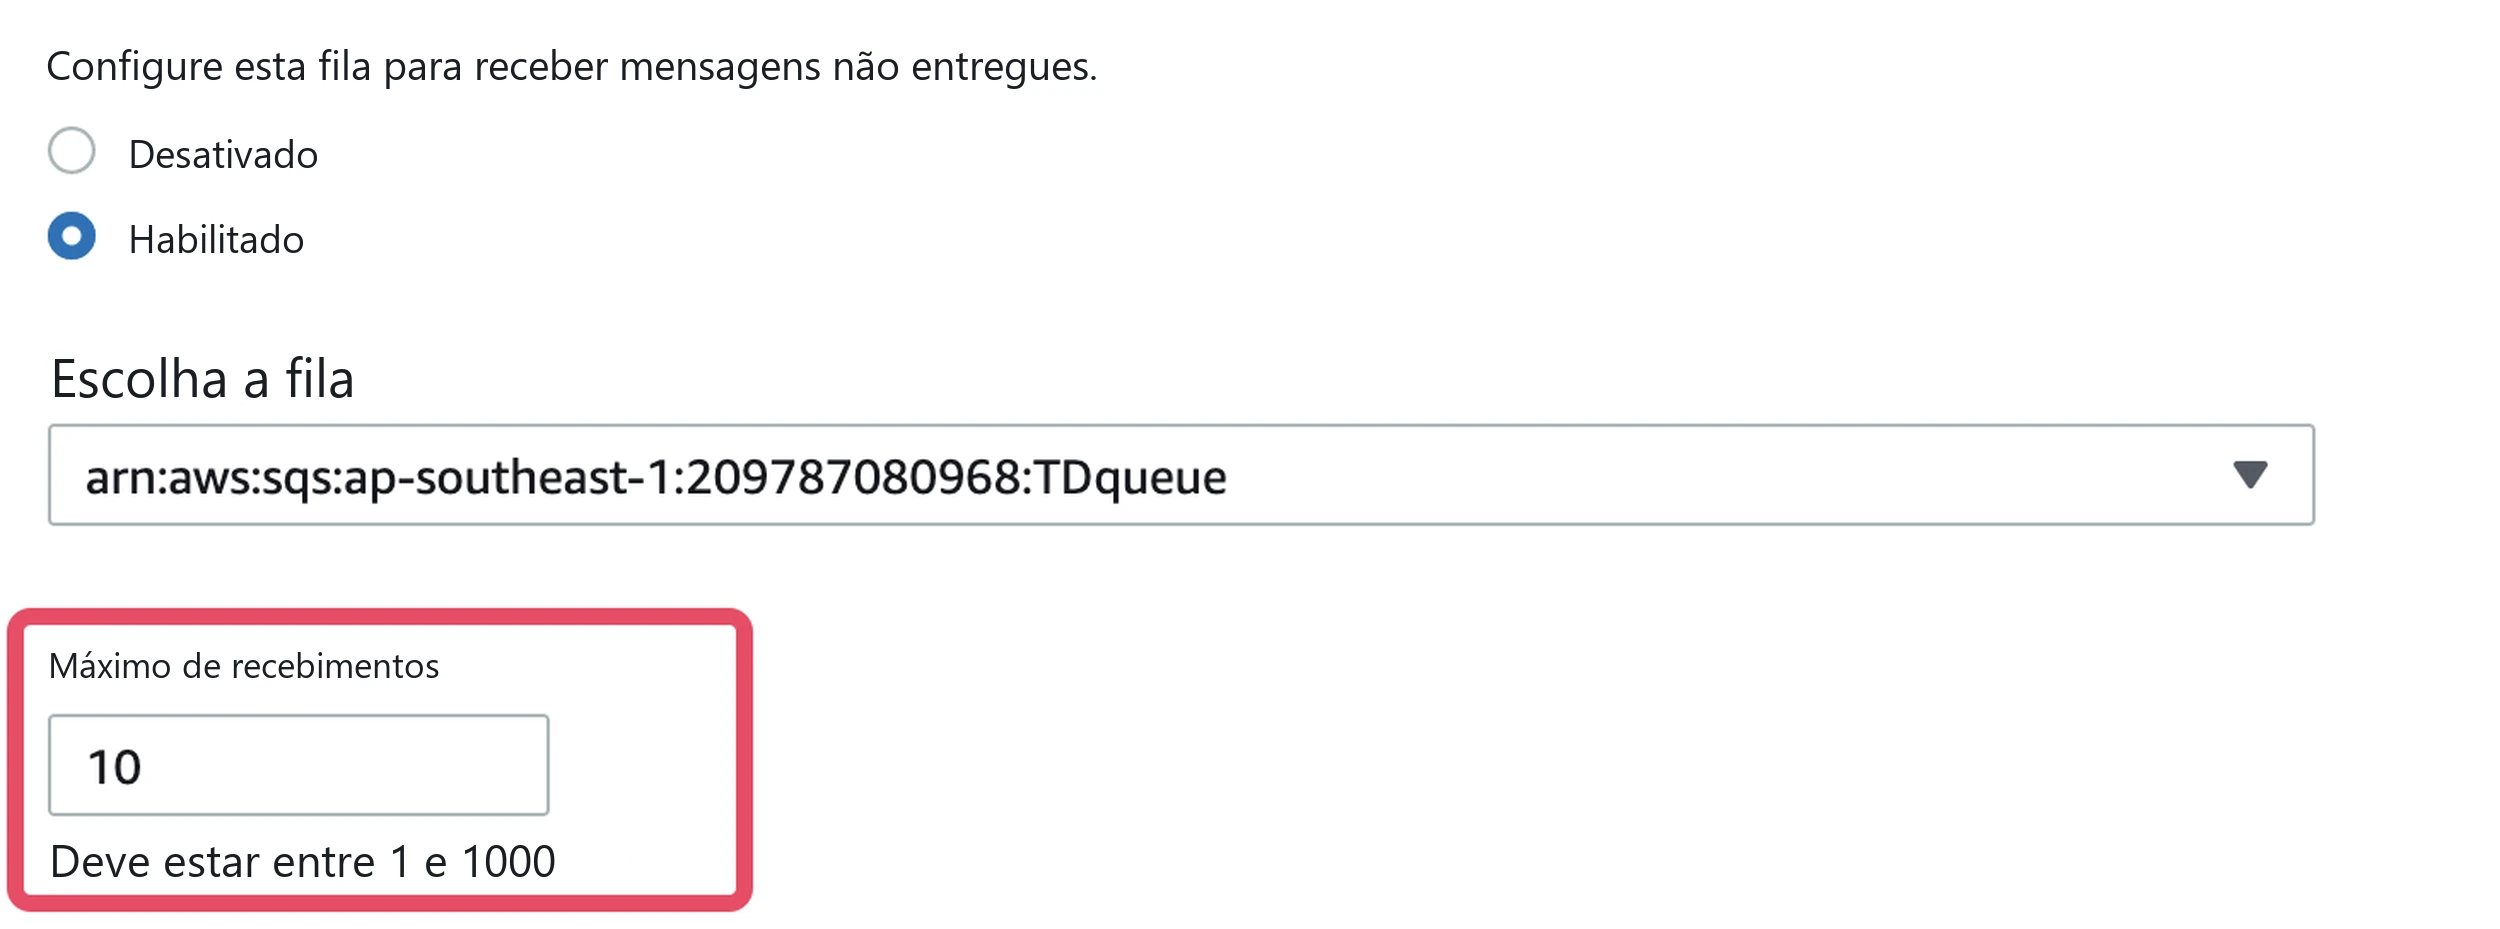 Configure esta fila para receber mensagens não entregues.
Desativado
Habilitado
Escolha a fila
arn:aws:sqs:ap-southeast-1:209787080968:TDqueue
Máximo de recebimentos
10
Deve estar entre 1 e 1000